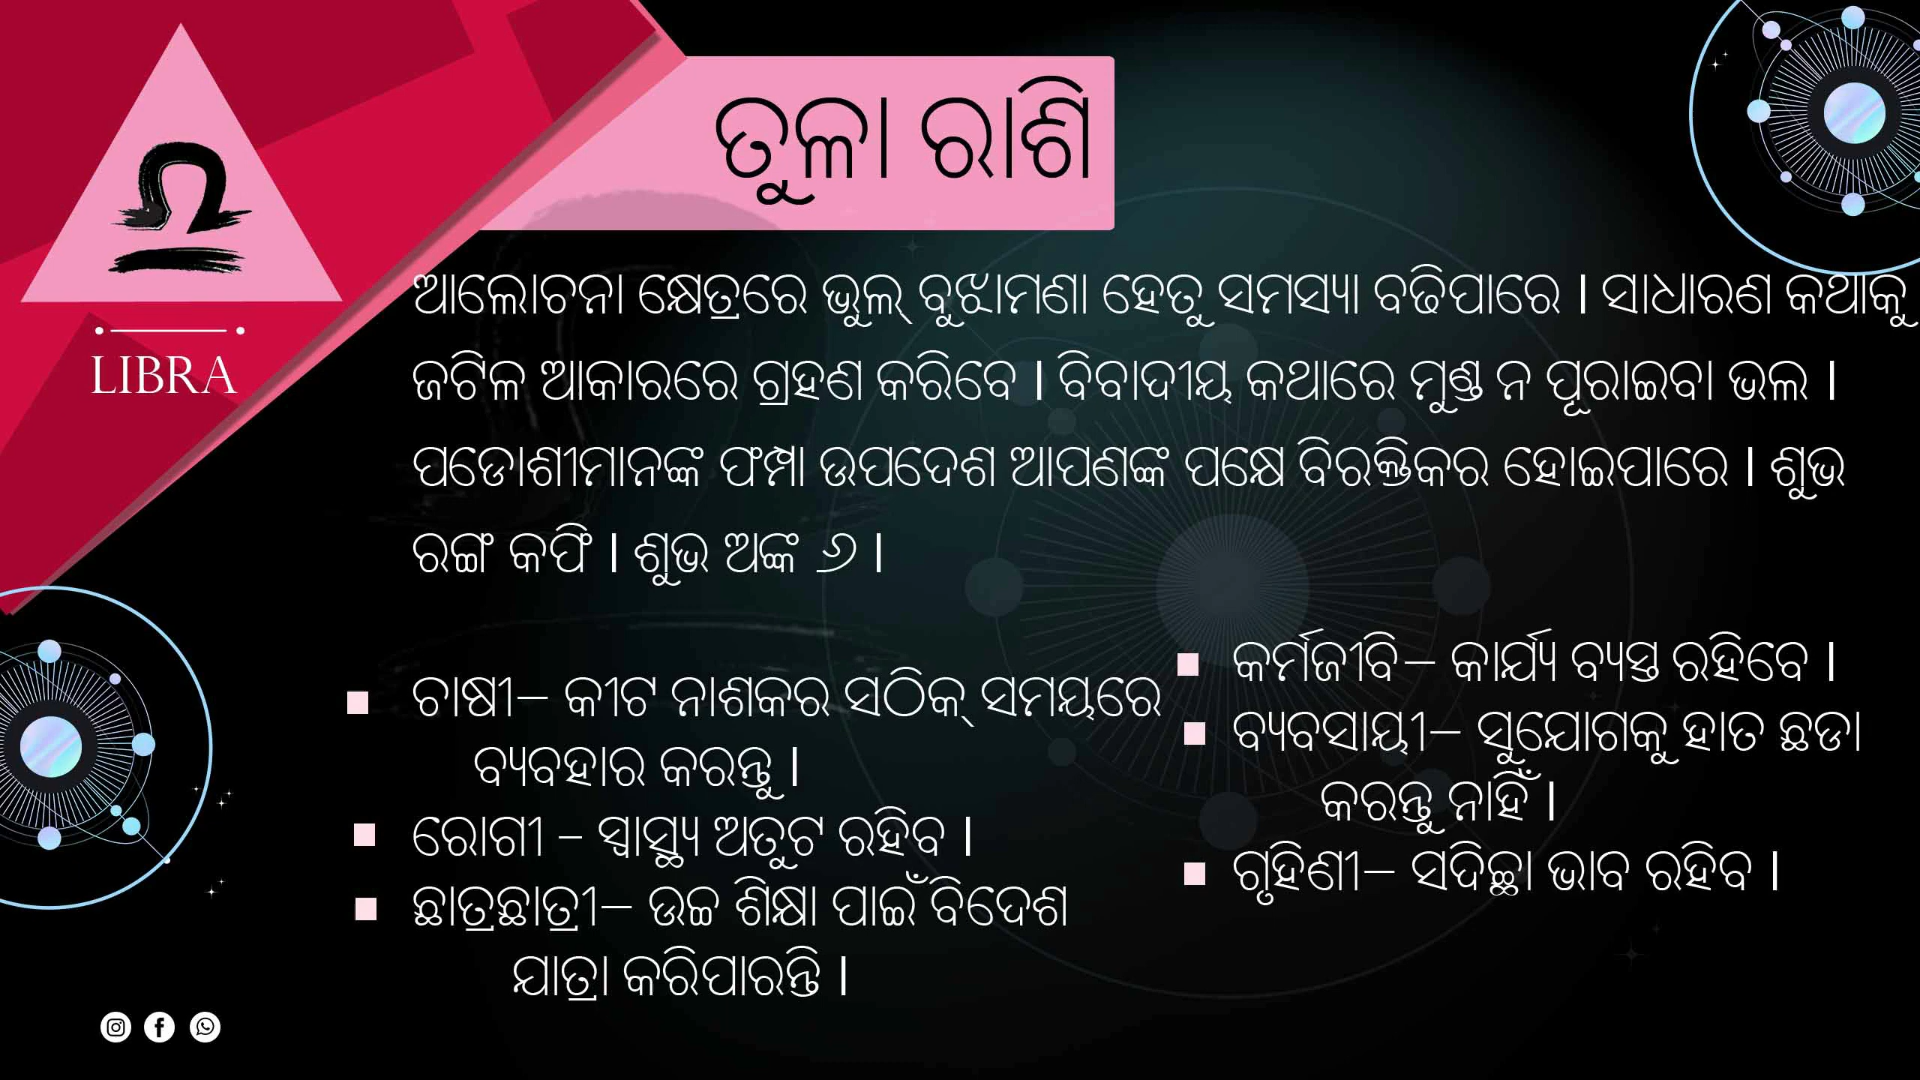 ତୁଳା ରାଶି
LIBRA
ଆଲୋଚନା କ୍ଷେତ୍ରରେ ଭୁଲ୍ ବୁଝାମଣା ହେତୁ ସମସ୍ୟା ବଢିପାରେ । ସାଧାରଣ କଥାକୁ
ଜଟିଳ ଆକାରରେ ଗ୍ରହଣ କରିବେ । ବିବାଦୀୟ କଥାରେ ମୁଣ୍ଡ ନ ପୂରାଇବା ଭଲ ।
ପଡୋଶୀମାନଙ୍କ ଫମ୍ପା ଉପଦେଶ ଆପଣଙ୍କ ପକ୍ଷେ ବିରକ୍ତିକର ହୋଇପାରେ । ଶୁଭ
ରଙ୍ଗ କଫି । ଶୁଭ ଅଙ୍କ ୬ ।
ଚାଷୀ– କୀଟ ନାଶକର ସଠିକ୍ ସମୟରେ
ବ୍ୟବହାର କରନ୍ତୁ ।
ରୋଗୀ – ସ୍ୱାସ୍ଥ୍ୟ ଅତୁଟ ରହିବ ।
ଛାତ୍ରଛାତ୍ରୀ– ଉଚ୍ଚ ଶିକ୍ଷା ପାଇଁ ବିଦେଶ
ଯାତ୍ରା କରିପାରନ୍ତି ।
କର୍ମଜୀବି– କାର୍ଯ୍ୟ ବ୍ୟସ୍ତ ରହିବେ ।
ବ୍ୟବସାୟୀ– ସୁଯୋଗକୁ ହାତ ଛଡା
କରନ୍ତୁ ନାହିଁ ।
ଗୃହିଣୀ– ସଦିଚ୍ଛା ଭାବ ରହିବ ।